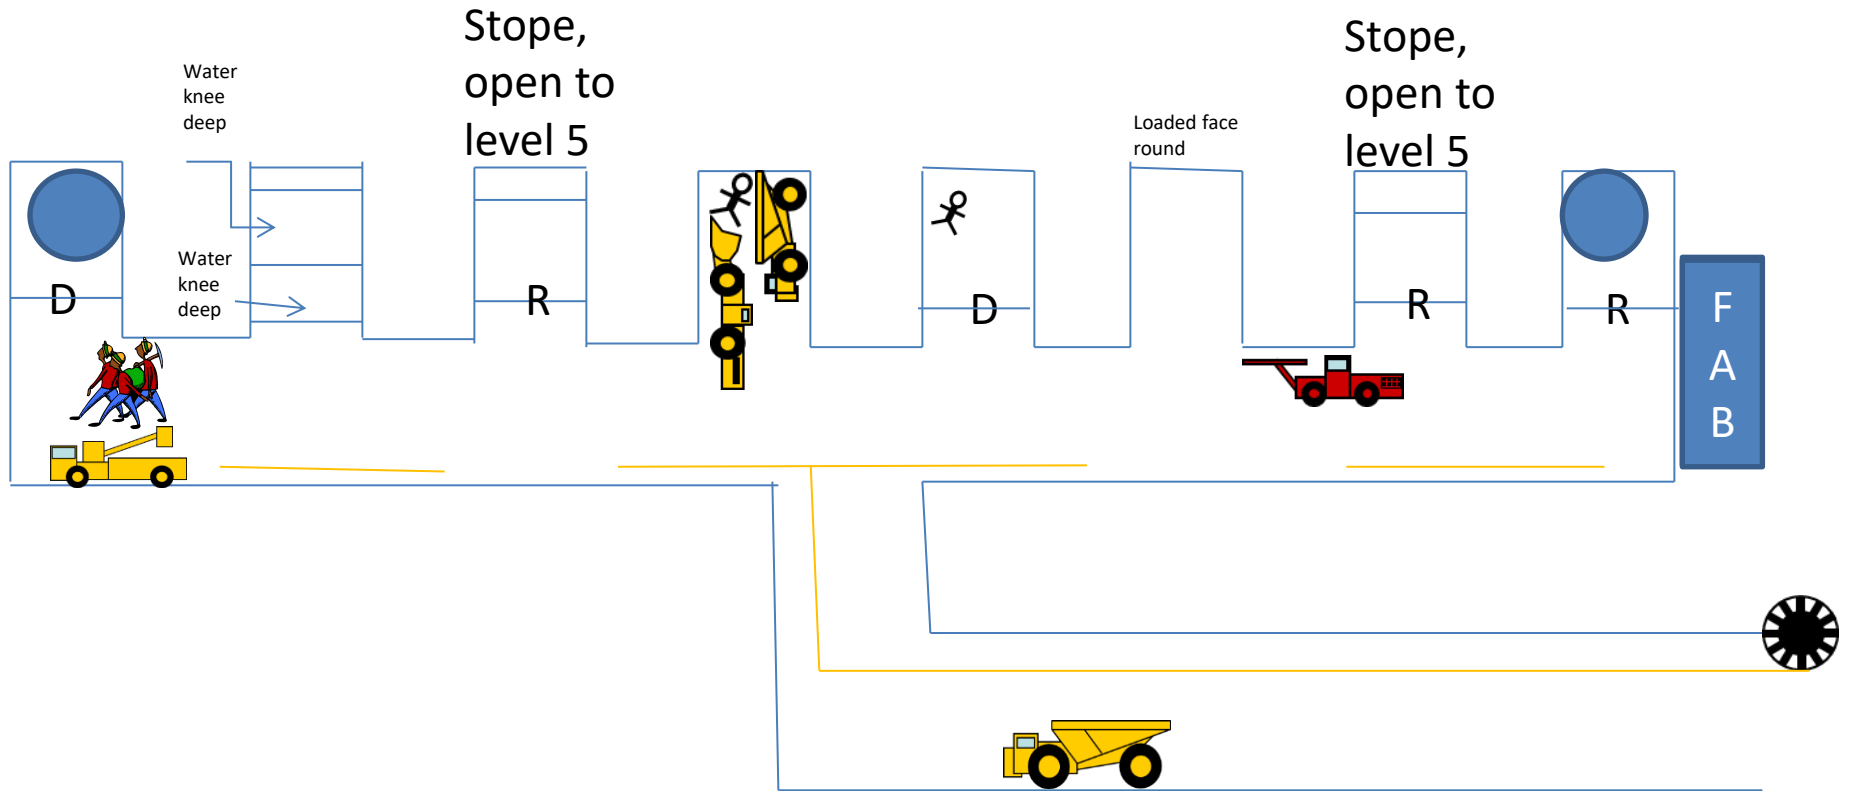 Stope,
open to
level 5
Stope,
open to
level 5
Water
knee
deep
Loaded face
round
Water
knee
deep
D
R
D
R
R
F
A
B